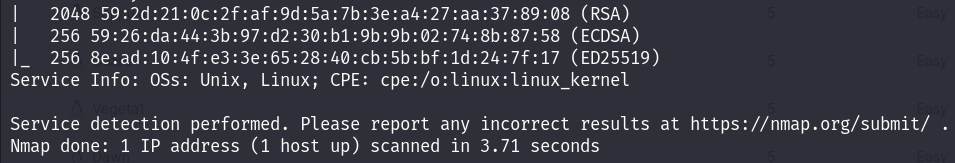 |   2048 59:2d:21:0c:2f:af:9d:5a:7b:3e:a4:27:aa:37:89:08 (RSA)
|   256 59:26:da:44:3b:97:d2:30:b1:9b:9b:02:74:8b:87:58 (ECDSA)
|_  256 8e:ad:10:4f:e3:3e:65:28:40:cb:5b:bf:1d:24:7f:17 (ED25519)
Service Info: OSs: Unix, Linux; CPE: cpe:/o:linux:linux_kernel
Service detection performed. Please report any incorrect results at https://nmap.org/submit/ .
Nmap done: 1 IP address (1 host up) scanned in 3.71 seconds